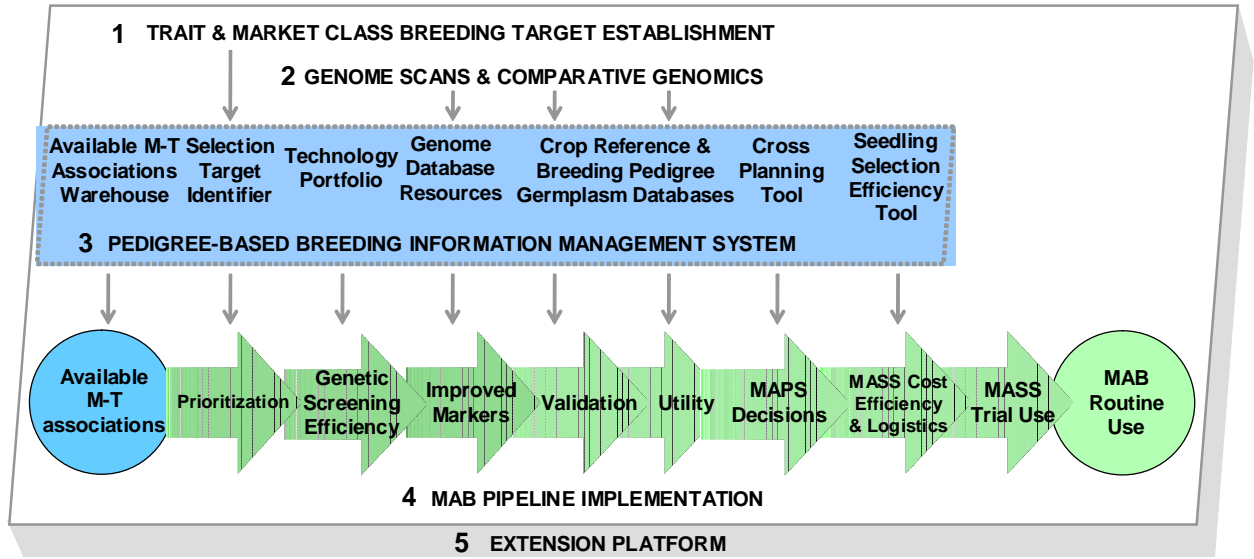 1 TRAIT & MARKET CLASS BREEDING TARGET ESTABLISHMENT
2 GENOME SCANS & COMPARATIVE GENOMICS
Available M-T
Associations
Warehouse
Selection
Target
Identifier
Technology
Portfolio
Genome
Database
Resources
Crop Reference &
Breeding Pedigree
Germplasm Databases
Cross
Planning
Tool
Seedling
Selection
Efficiency
Tool
3 PEDIGREE-BASED BREEDING INFORMATION MANAGEMENT SYSTEM
Available
M-T
associations
Prioritization
Genetic
Screening
Efficiency
Improved
Markers
Validation
Utility
MAPS
Decisions
MASS Cost
Efficiency
& Logistics
MASS
Trial Use
MAB
Routine
Use
4 MAB PIPELINE IMPLEMENTATION
5 EXTENSION PLATFORM